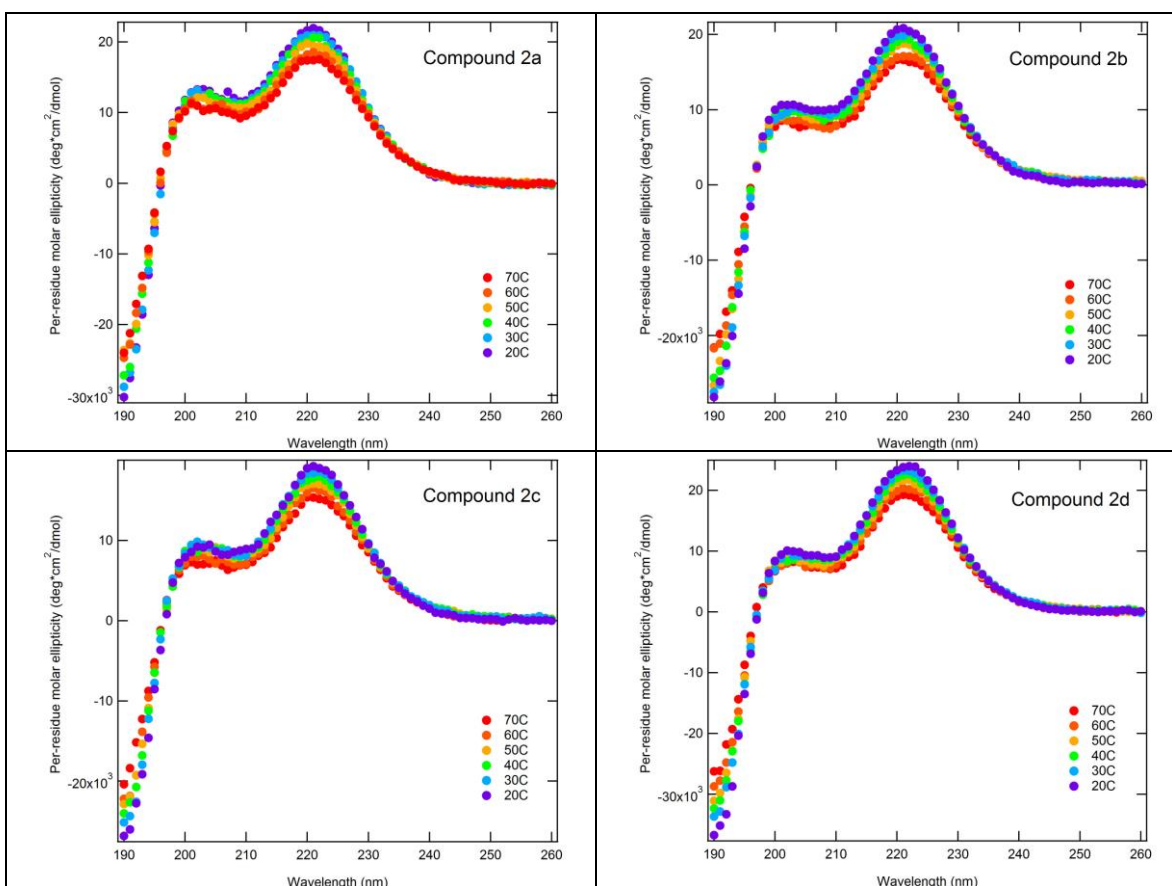 20
10
0
-10
-20
-30x10³
Per-residue molar ellipticity (deg*cm²/dmol)
Compound 2a
70C
60C
50C
40C
30C
20C
190 200 210 220 230 240 250 260
Wavelength (nm)
20
10
0
-10
-20x10³
Per-residue molar ellipticity (deg*cm²/dmol)
Compound 2b
70C
60C
50C
40C
30C
20C
190 200 210 220 230 240 250 260
Wavelength (nm)
10
0
-10
-20x10³
Per-residue molar ellipticity (deg*cm²/dmol)
Compound 2c
70C
60C
50C
40C
30C
20C
190 200 210 220 230 240 250 260
Wavelength (nm)
20
10
0
-10
-20
-30x10³
Per-residue molar ellipticity (deg*cm²/dmol)
Compound 2d
70C
60C
50C
40C
30C
20C
190 200 210 220 230 240 250 260
Wavelength (nm)